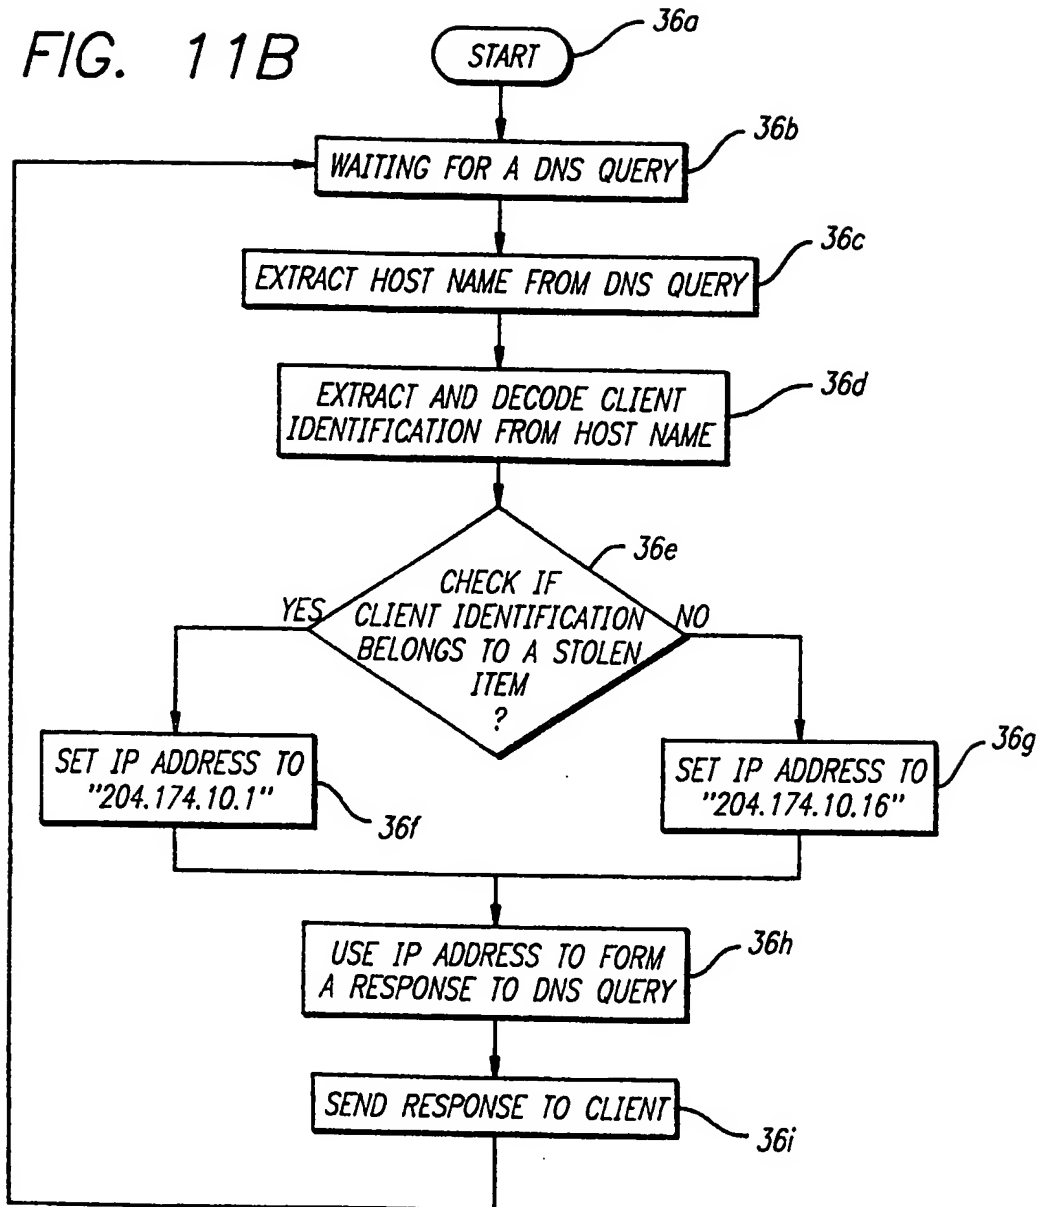 FIG. 11B
START
36a
WAITING FOR A DNS QUERY
36b
EXTRACT HOST NAME FROM DNS QUERY
36c
EXTRACT AND DECODE CLIENT
IDENTIFICATION FROM HOST NAME
36d
CHECK IF
CLIENT IDENTIFICATION
BELONGS TO A STOLEN
ITEM
?
36e
YES
NO
SET IP ADDRESS TO
"204.174.10.1"
36f
SET IP ADDRESS TO
"204.174.10.16"
36g
USE IP ADDRESS TO FORM
A RESPONSE TO DNS QUERY
36h
SEND RESPONSE TO CLIENT
36i